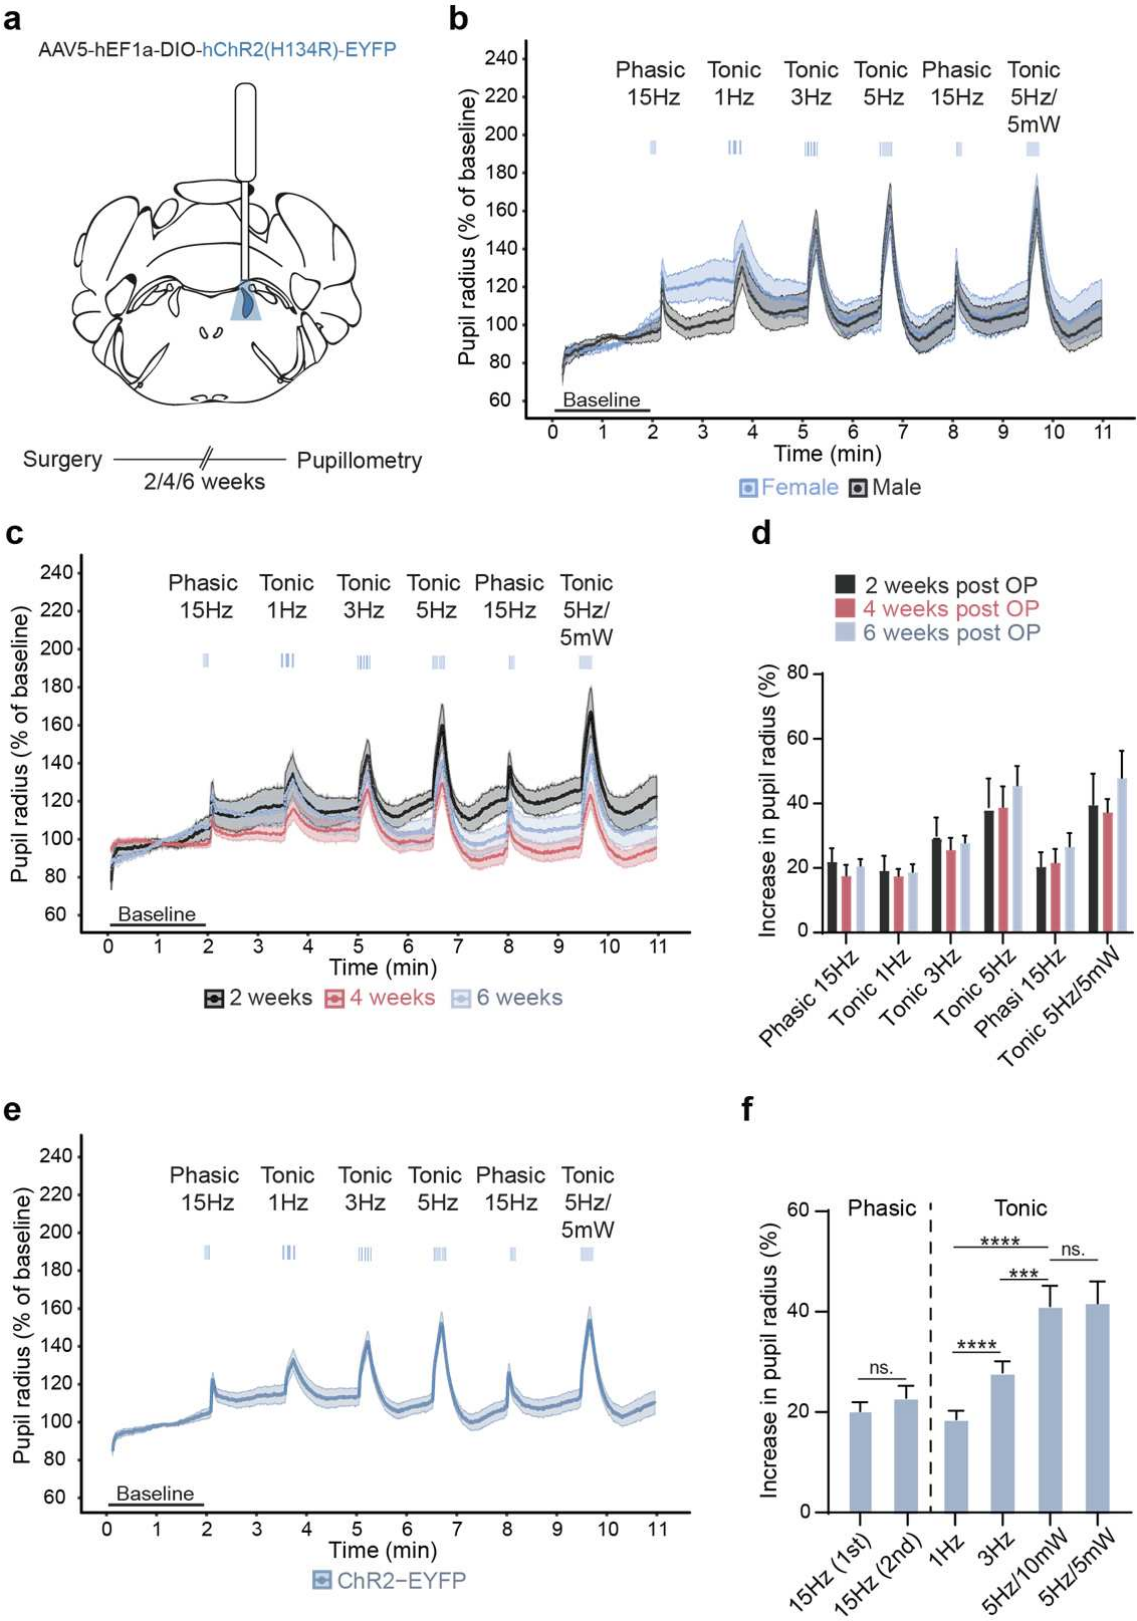 a
AAV5-hEF1a-DIO-hChR2(H134R)-EYFP
Surgery
2/4/6 weeks
Pupillometry
b
Pupil radius (% of baseline)
240
220
200
180
160
140
120
100
80
60
Phasic 15Hz
Tonic 1Hz
Tonic 3Hz
Tonic 5Hz
Phasic 15Hz
Tonic 5Hz/ 5mW
Baseline
0 1 2 3 4 5 6 7 8 9 10 11
Time (min)
Female Male
c
Pupil radius (% of baseline)
240
220
200
180
160
140
120
100
80
60
Phasic 15Hz
Tonic 1Hz
Tonic 3Hz
Tonic 5Hz
Phasic 15Hz
Tonic 5Hz/ 5mW
Baseline
0 1 2 3 4 5 6 7 8 9 10 11
Time (min)
2 weeks 4 weeks 6 weeks
d
2 weeks post OP
4 weeks post OP
6 weeks post OP
Increase in pupil radius (%)
80
60
40
20
0
Phasic 15Hz
Tonic 1Hz
Tonic 3Hz
Tonic 5Hz
Phasi 15Hz
Tonic 5Hz/5mW
e
Pupil radius (% of baseline)
240
220
200
180
160
140
120
100
80
60
Phasic 15Hz
Tonic 1Hz
Tonic 3Hz
Tonic 5Hz
Phasic 15Hz
Tonic 5Hz/ 5mW
Baseline
0 1 2 3 4 5 6 7 8 9 10 11
Time (min)
ChR2−EYFP
f
Increase in pupil radius (%)
60
40
20
0
Phasic
Tonic
ns.
****
****
***
ns.
15Hz (1st)
15Hz (2nd)
1Hz
3Hz
5Hz/10mW
5Hz/5mW